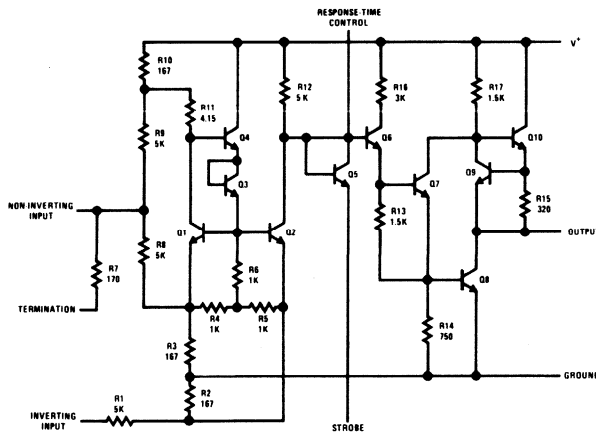 RESPONSE-TIME
CONTROL
V+
R10
167
R11
4.15
Q4
R12
5 K
R16
3K
R17
1.5K
Q10
R9
5K
Q3
Q6
Q5
Q7
Q9
R15
320
NON-INVERTING
INPUT
Q1
Q2
R13
1.5K
OUTPUT
R7
170
R8
5K
R6
1K
Q8
TERMINATION
R4
1K
R5
1K
R14
750
R3
167
GROUND
R1
5K
R2
167
INVERTING
INPUT
STROBE